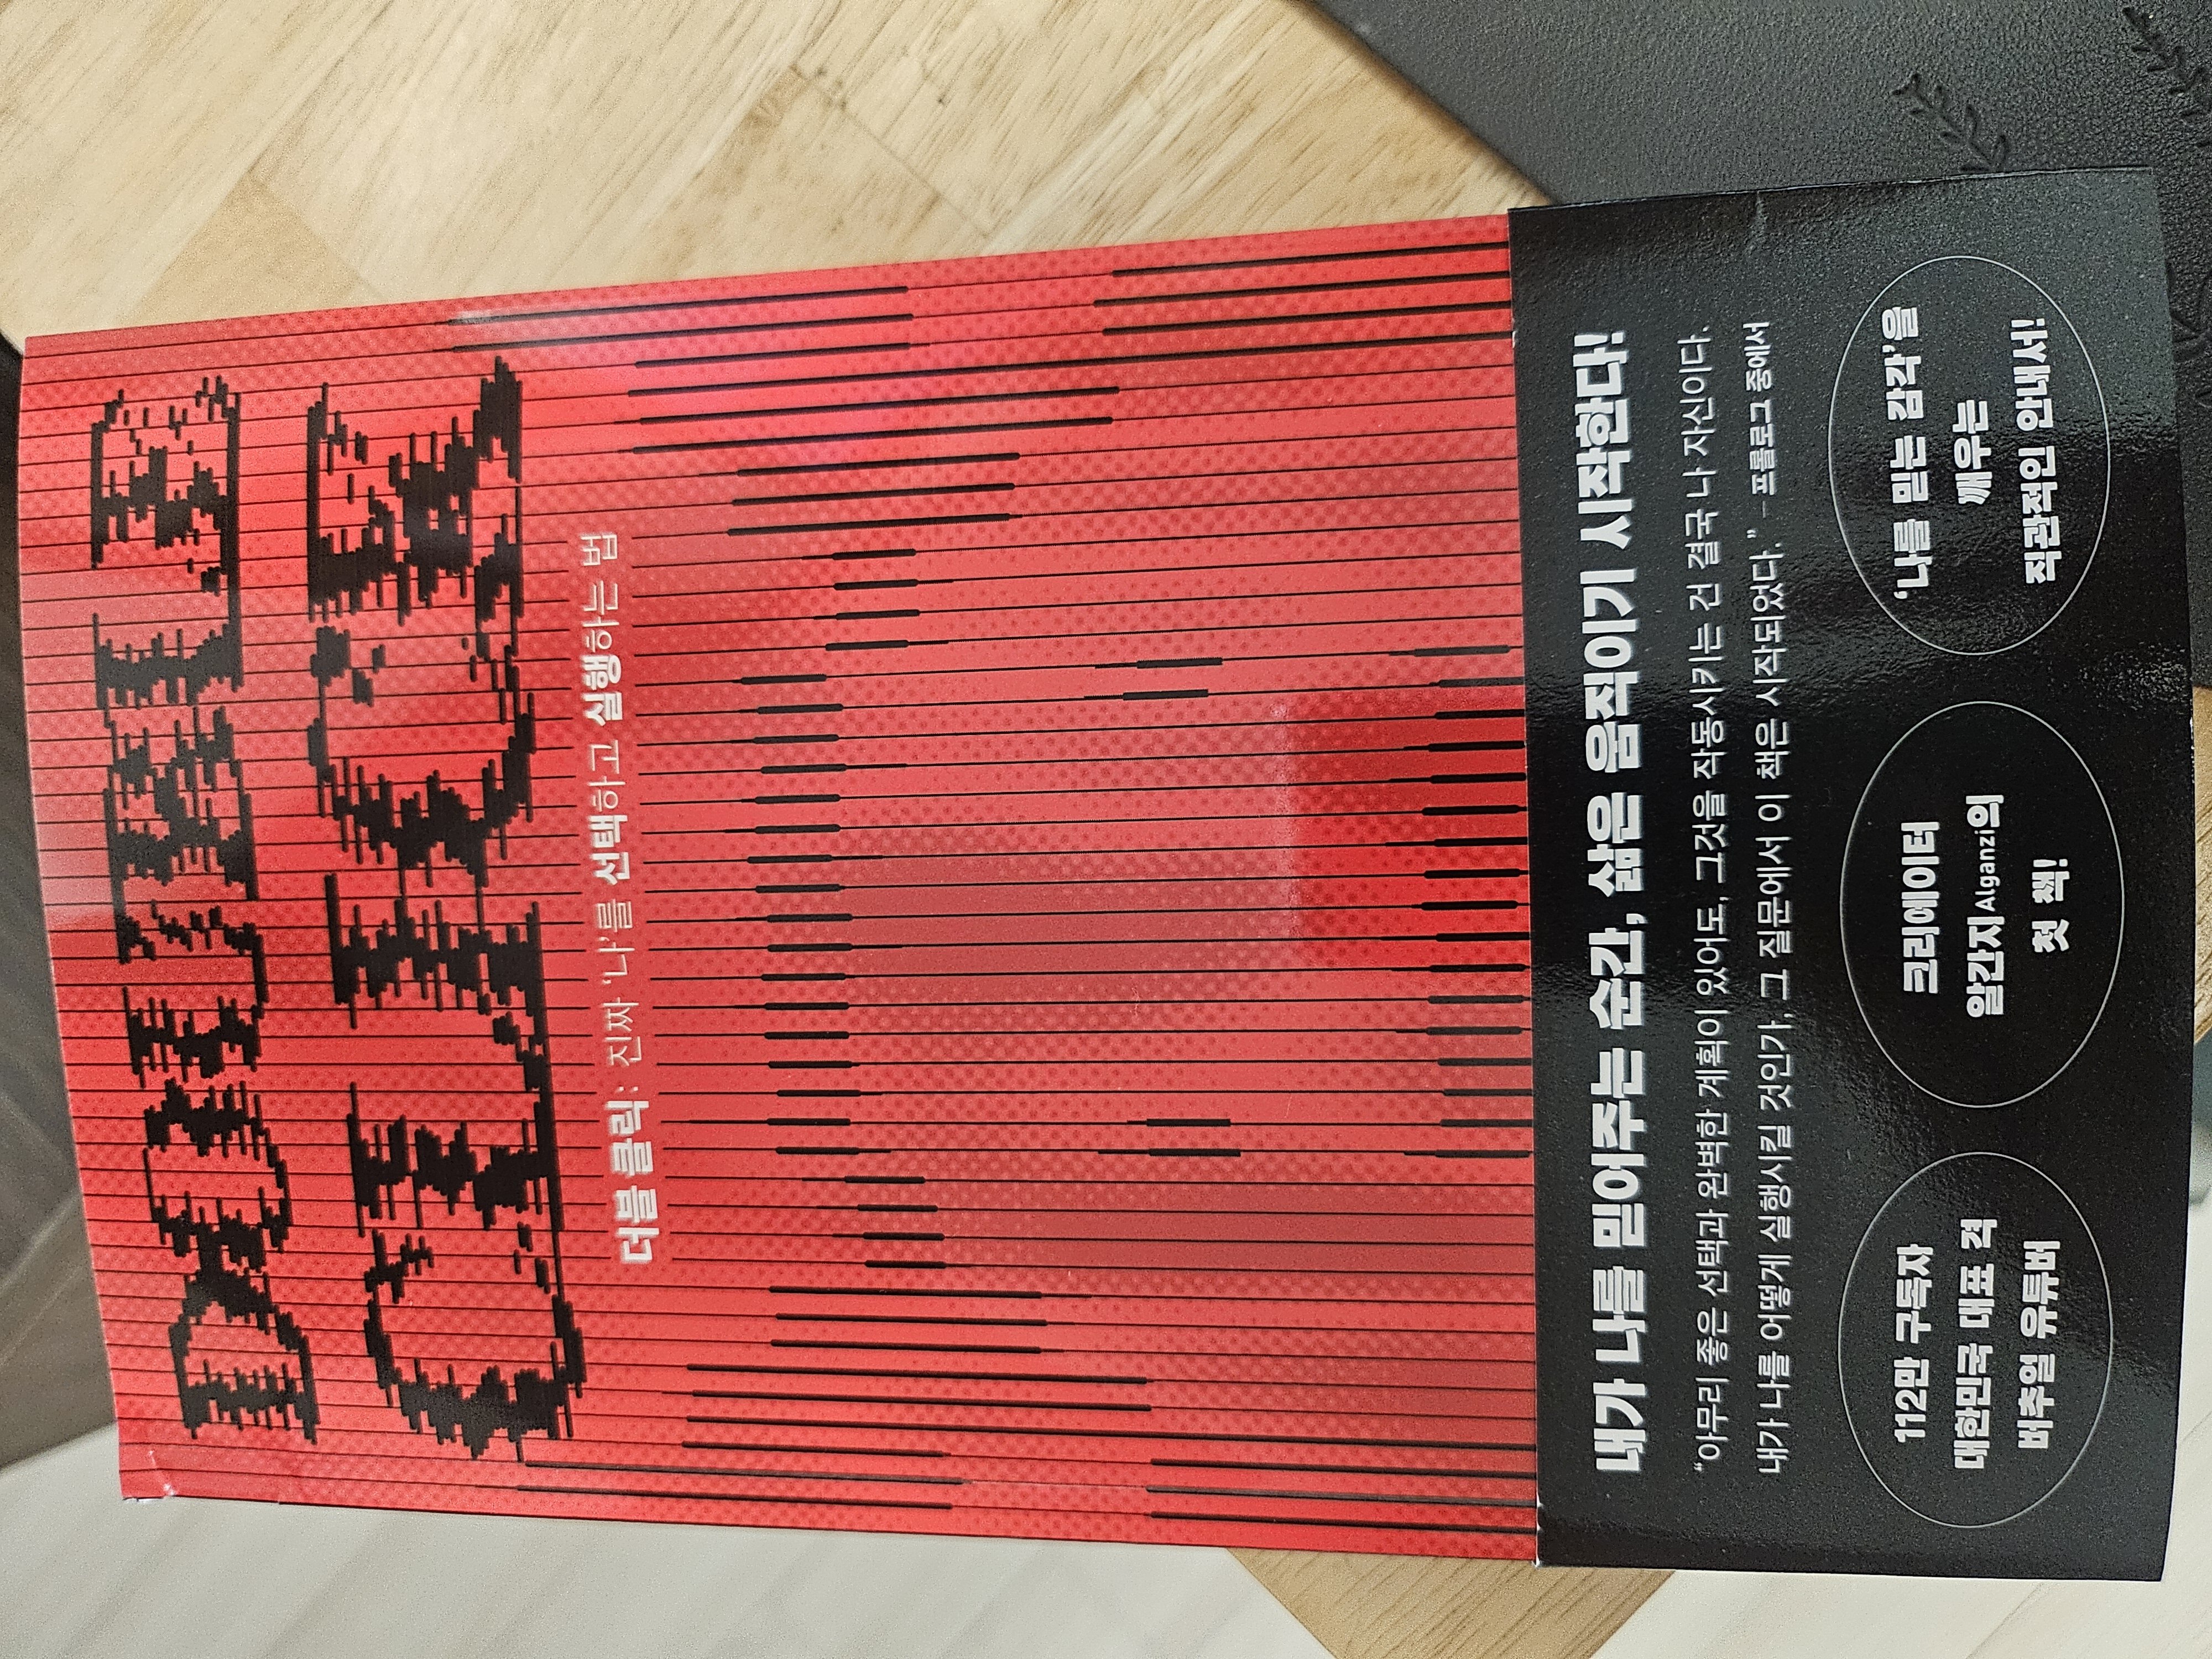 DOUBLE
CLICK
더블 클릭: 진짜 ‘나’를 선택하고 실행하는 법
내가 나를 믿어주는 순간, 삶은 움직이기 시작한다!
“아무리 좋은 선택과 완벽한 계획이 있어도, 그것을 작동시키는 건 결국 나 자신이다.
내가 나를 어떻게 실행시킬 것인가, 그 질문에서 이 책은 시작되었다.” - 프롤로그 중에서
112만 구독자
대한민국 대표 격
버추얼 유튜버
크리에이터
알간지Alganzi의
첫 책!
‘나를 믿는 감각’을
깨우는
직관적인 안내서!